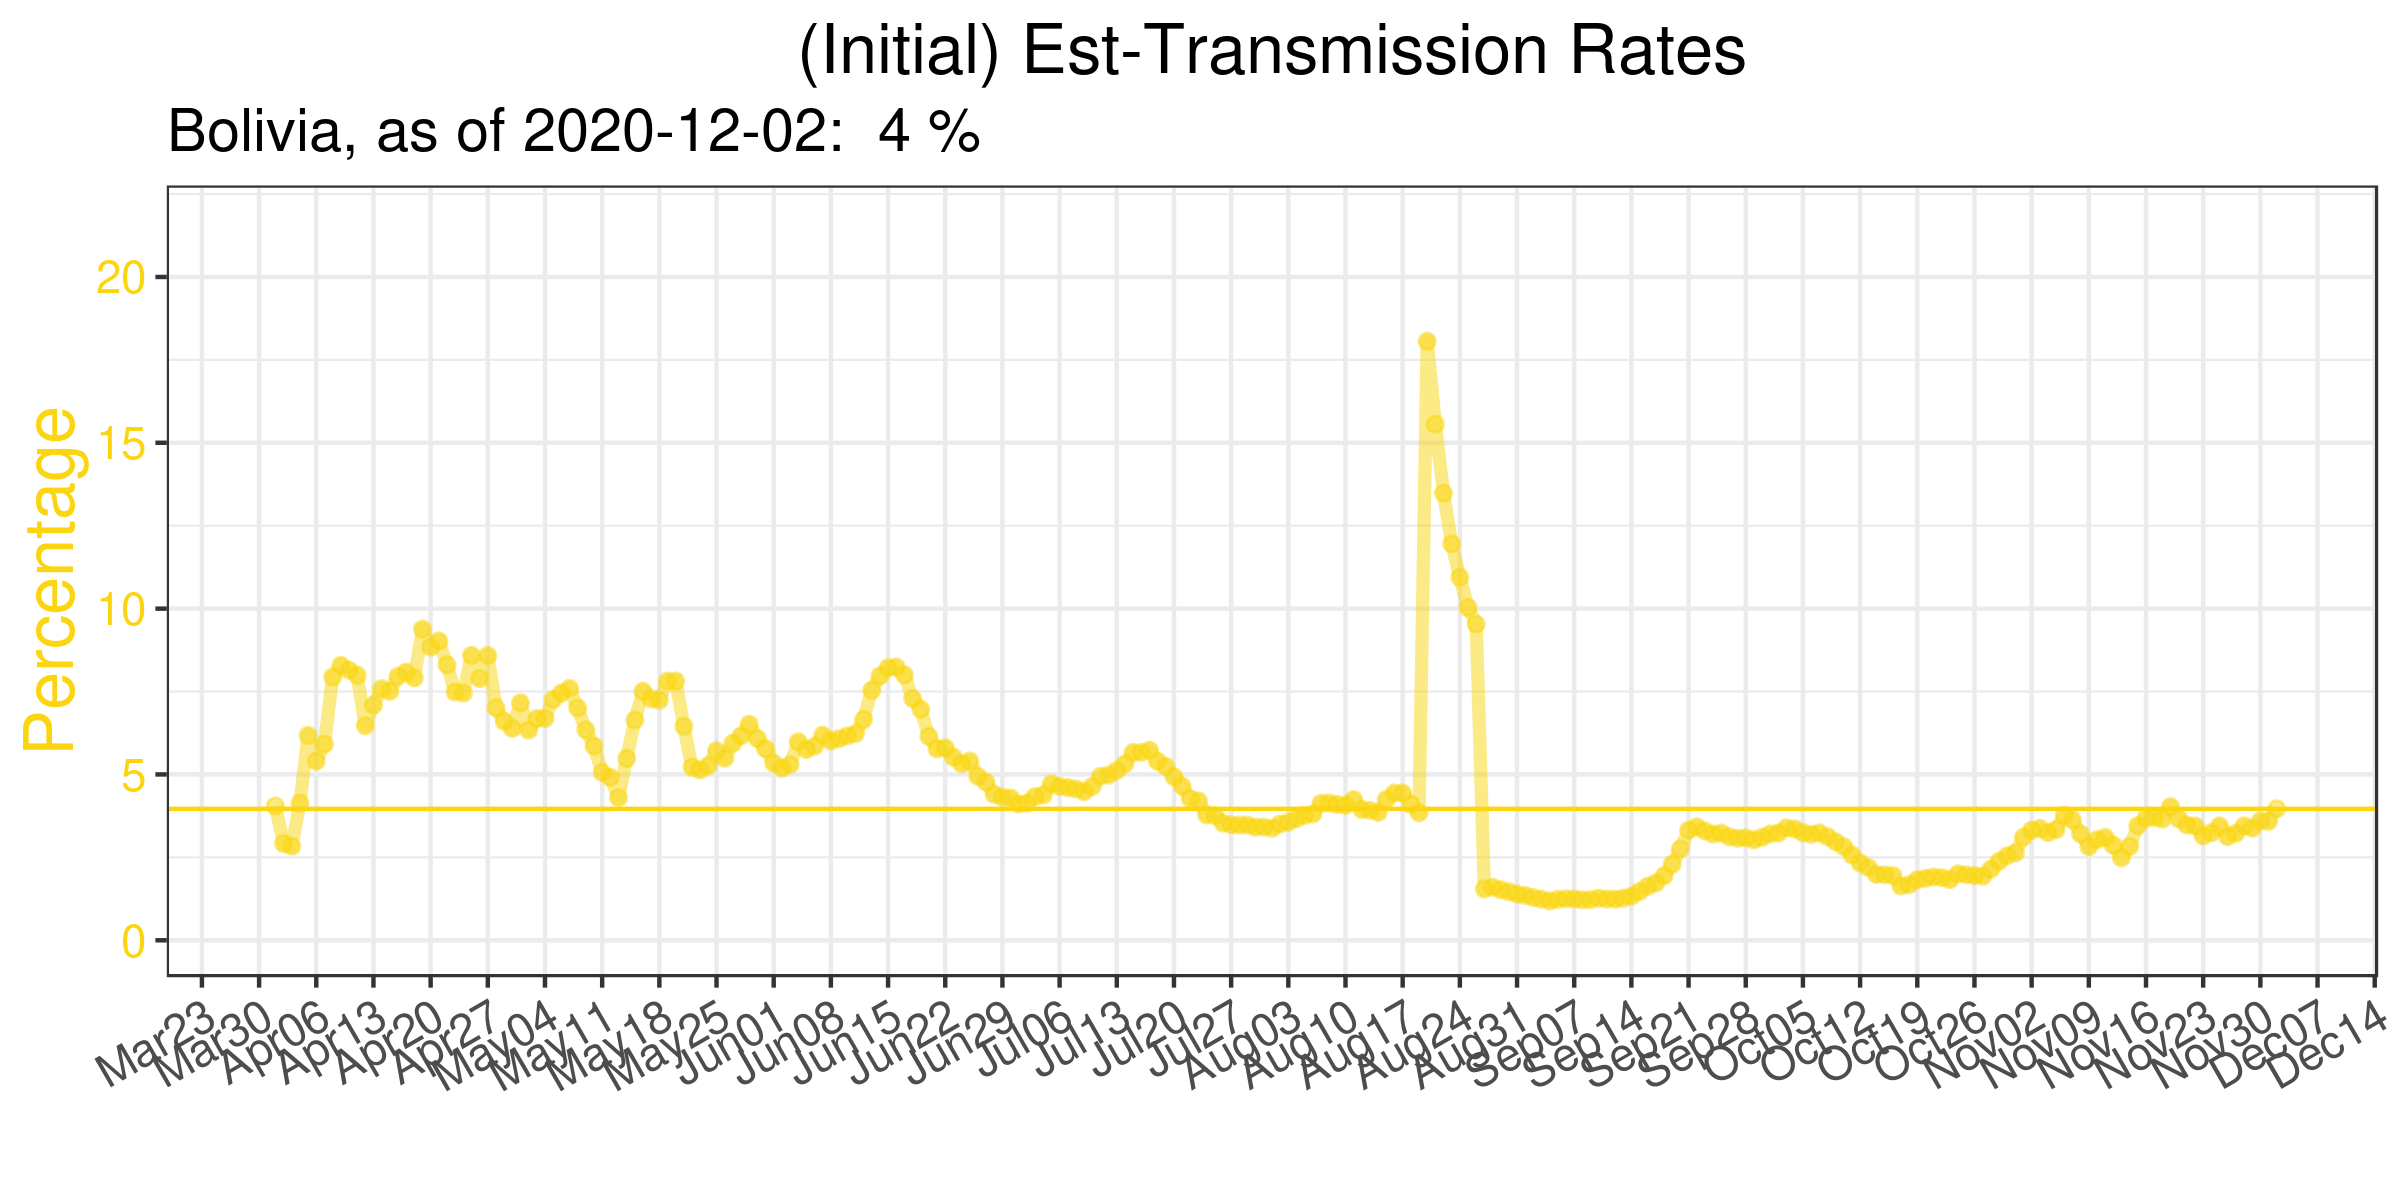 (Initial) Est-Transmission Rates
Bolivia, as of 2020-12-02:  4 %
Percentage
20
15
10
5
0
Mar23
Mar30
Apr06
Apr13
Apr20
Apr27
May04
May11
May18
May25
Jun01
Jun08
Jun15
Jun22
Jun29
Jul06
Jul13
Jul20
Jul27
Aug03
Aug10
Aug17
Aug24
Aug31
Sep07
Sep14
Sep21
Sep28
Oct05
Oct12
Oct19
Oct26
Nov02
Nov09
Nov16
Nov23
Nov30
Dec07
Dec14